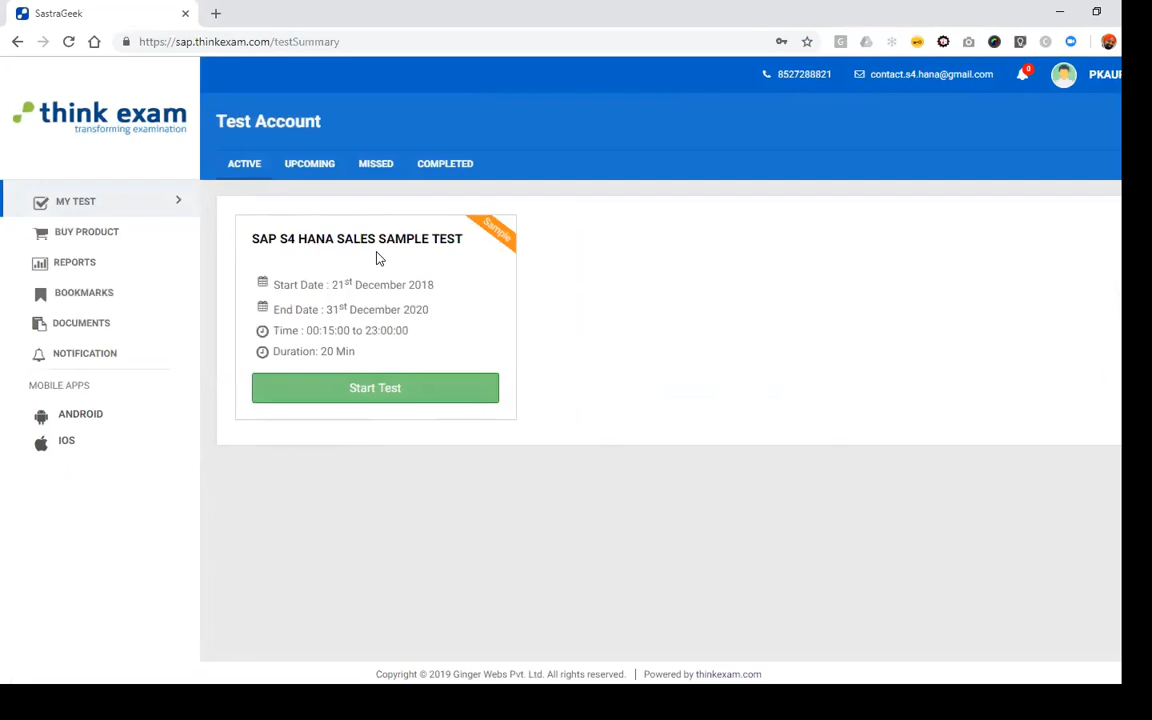 SastraGeek
https://sap.thinkexam.com/testSummary
8527288821
contact.s4.hana@gmail.com
0
PKAUR
think exam
transforming examination
Test Account
ACTIVE
UPCOMING
MISSED
COMPLETED
MY TEST
BUY PRODUCT
REPORTS
BOOKMARKS
DOCUMENTS
NOTIFICATION
MOBILE APPS
ANDROID
IOS
Sample
SAP S4 HANA SALES SAMPLE TEST
Start Date : 21st December 2018
End Date : 31st December 2020
Time : 00:15:00 to 23:00:00
Duration: 20 Min
Start Test
Copyright © 2019 Ginger Webs Pvt. Ltd. All rights reserved. | Powered by thinkexam.com